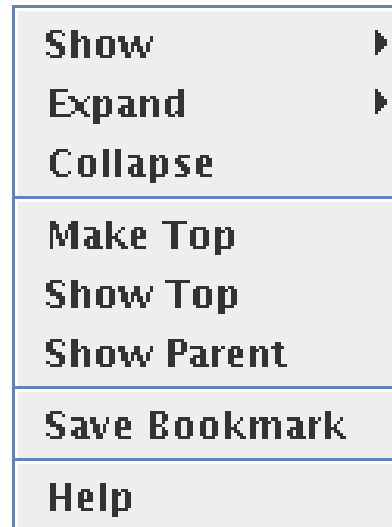 Show
Expand
Collapse
Make Top
Show Top
Show Parent
Save Bookmark
Help